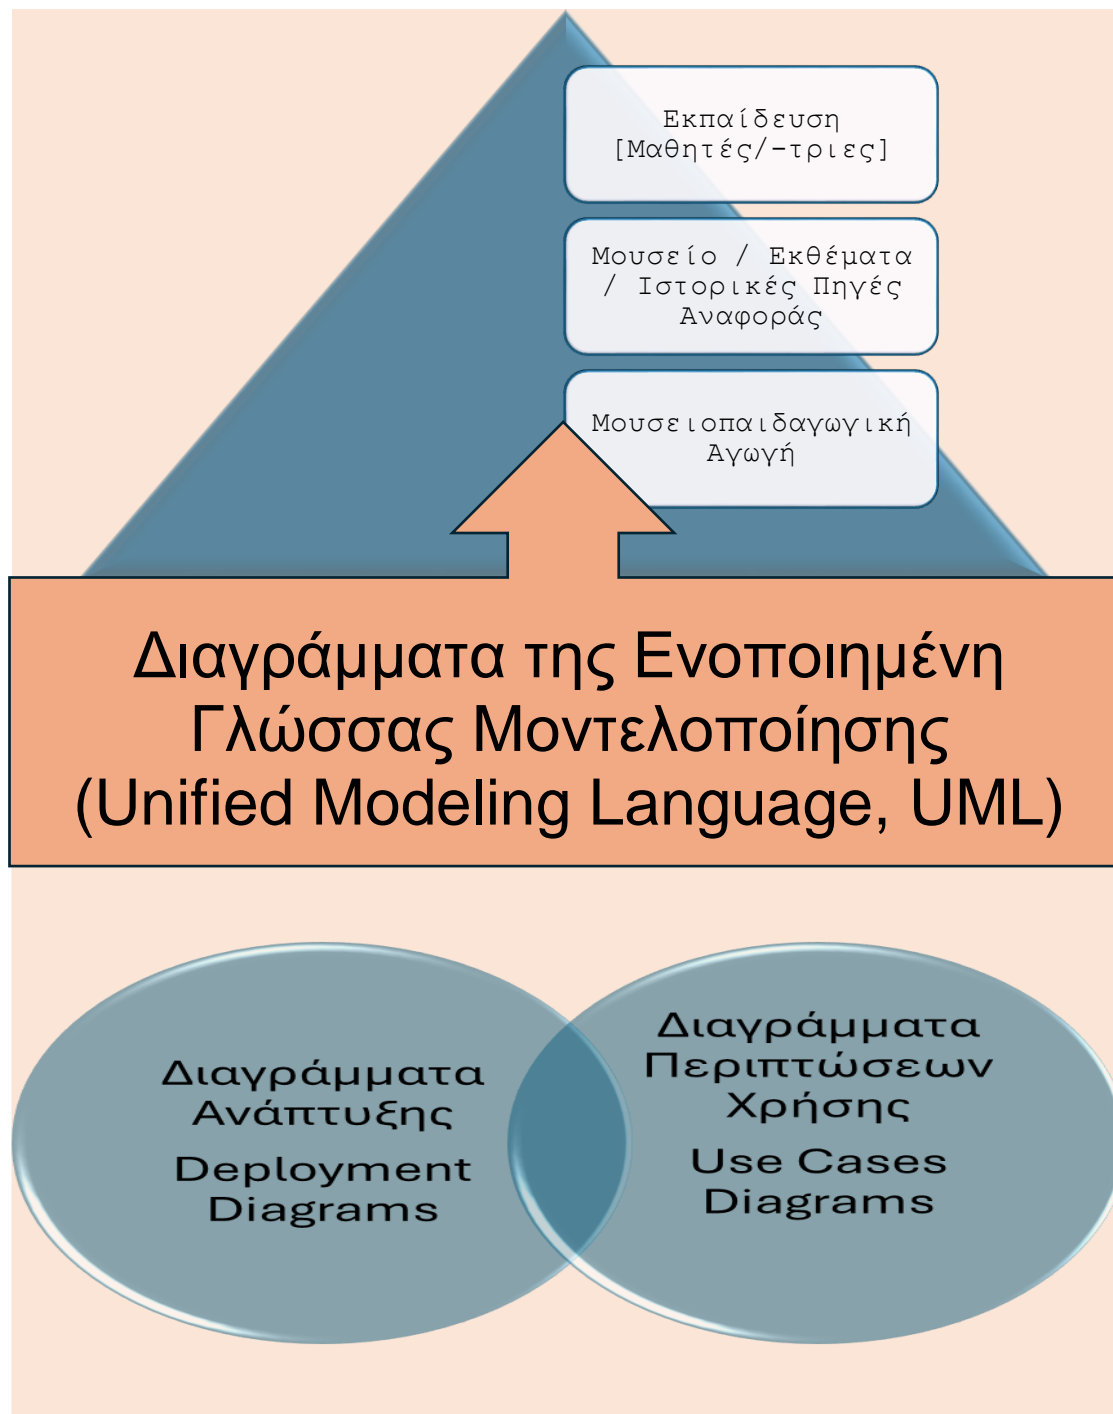 Εκπαίδευση
[Μαθητές/-τριες]
Μουσείο / Εκθέματα
/ Ιστορικές Πηγές
Αναφοράς
Μουσειοπαιδαγωγική
Αγωγή
Διαγράμματα της Ενοποιημένη
Γλώσσας Μοντελοποίησης
(Unified Modeling Language, UML)
Διαγράμματα
Ανάπτυξης
Deployment
Diagrams
Διαγράμματα
Περιπτώσεων
Χρήσης
Use Cases
Diagrams